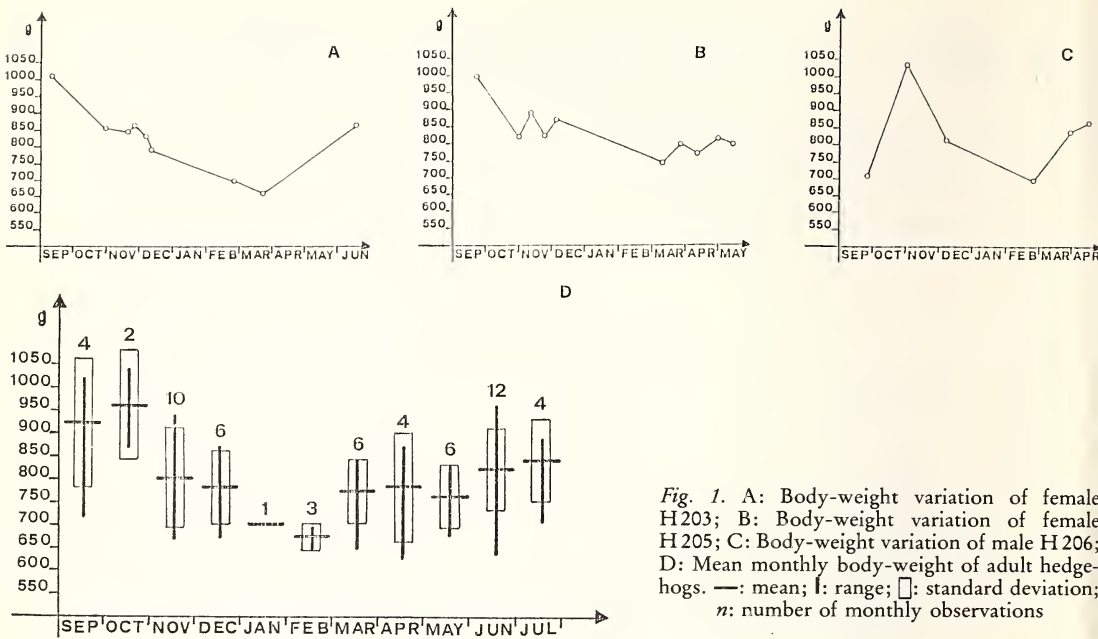 g
A
1050
1000
950
900
850
800
750
700
650
600
550
SEP OCT NOV DEC JAN FEB MAR APR MAY JUN
g
B
1050
1000
950
900
850
800
750
700
650
600
550
SEP OCT NOV DEC JAN FEB MAR APR MAY
g
C
1050
1000
950
900
850
800
750
700
650
600
550
SEP OCT NOV DEC JAN FEB MAR APR
D
g
1050
1000
950
900
850
800
750
700
650
600
550
4 2 10 6 1 3 6 4 6 12 4
SEP OCT NOV DEC JAN FEB MAR APR MAY JUN JUL
Fig. 1. A: Body-weight variation of female
H203; B: Body-weight variation of female
H205; C: Body-weight variation of male H206;
D: Mean monthly body-weight of adult hedge-
hogs. —: mean; |: range; ▯: standard deviation;
n: number of monthly observations